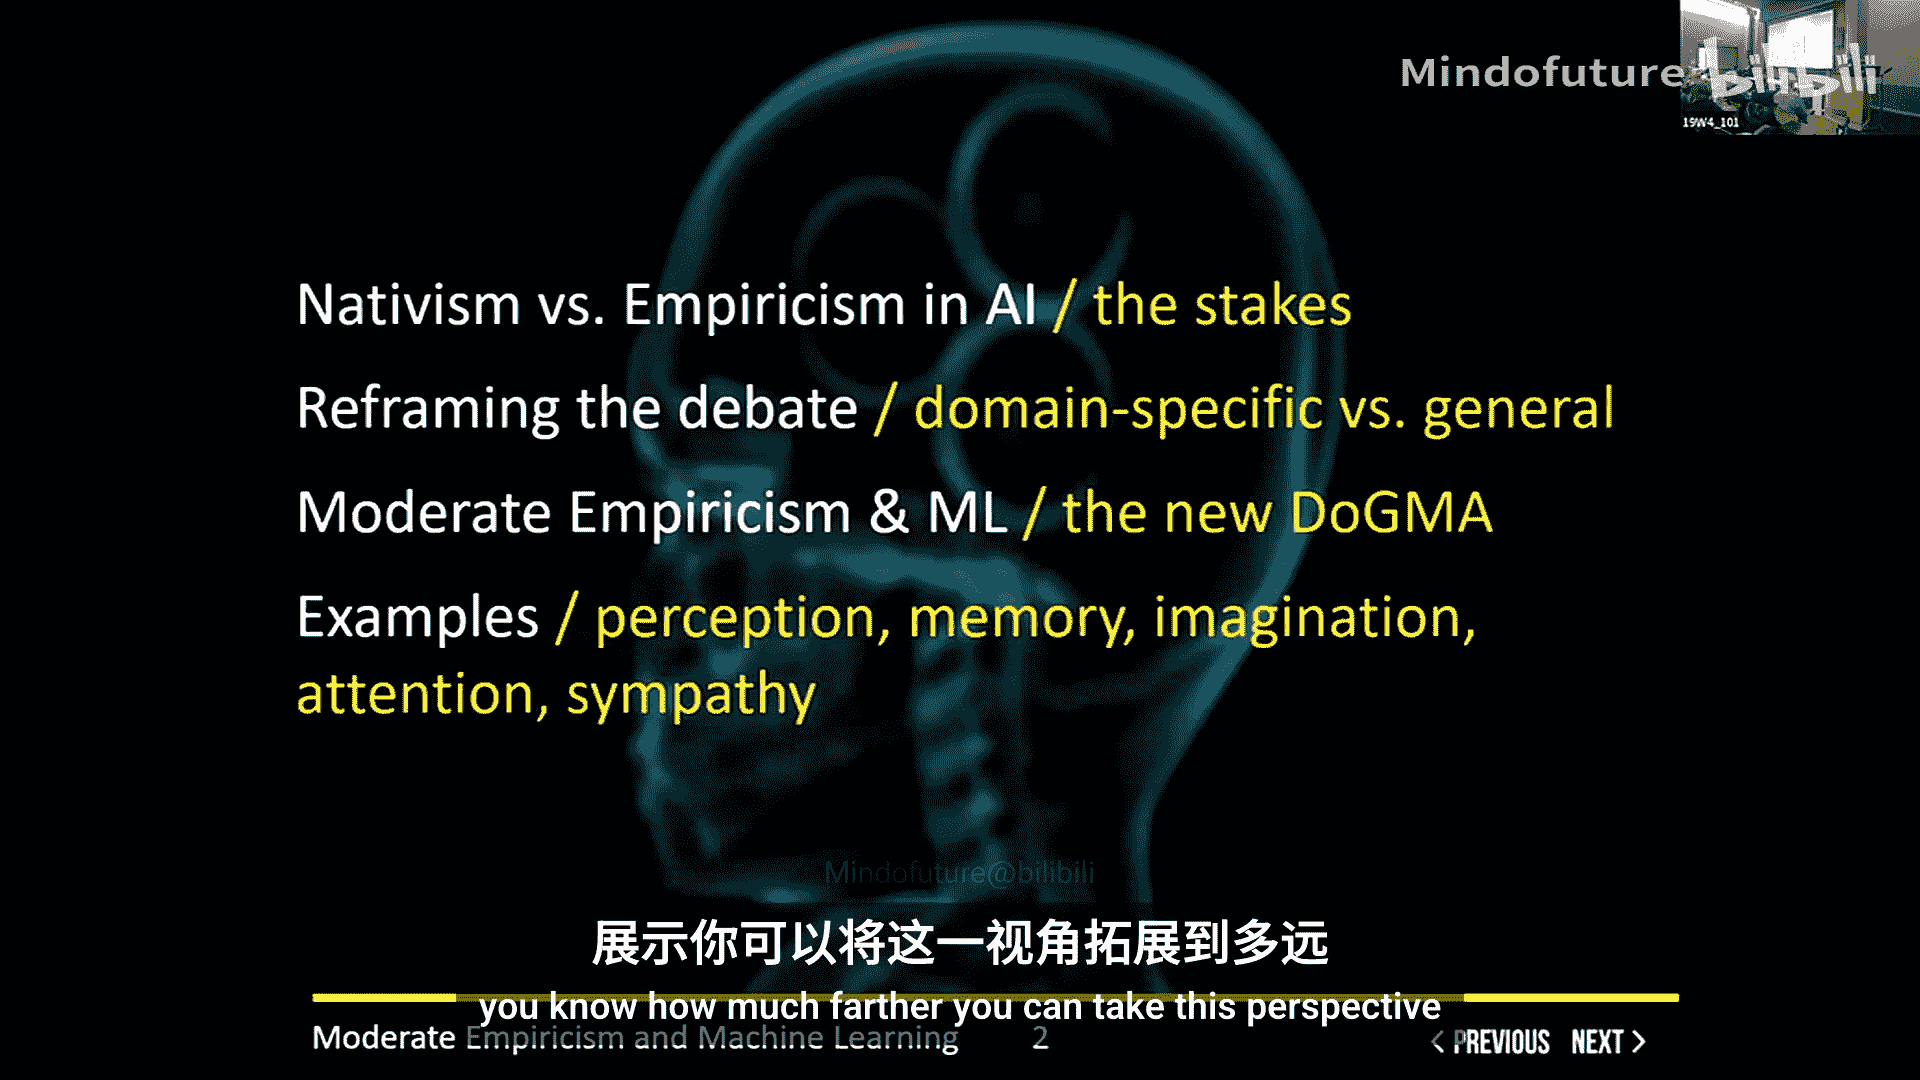 Mindofuture
bilibili
19W4_101
Nativism vs. Empiricism in AI / the stakes
Reframing the debate / domain-specific vs. general
Moderate Empiricism & ML / the new DoGMA
Examples / perception, memory, imagination,
attention, sympathy
Mindofuture@bilibili
展示你可以将这一视角拓展到多远
you know how much farther you can take this perspective
Moderate Empiricism and Machine Learning 2
< PREVIOUS NEXT >